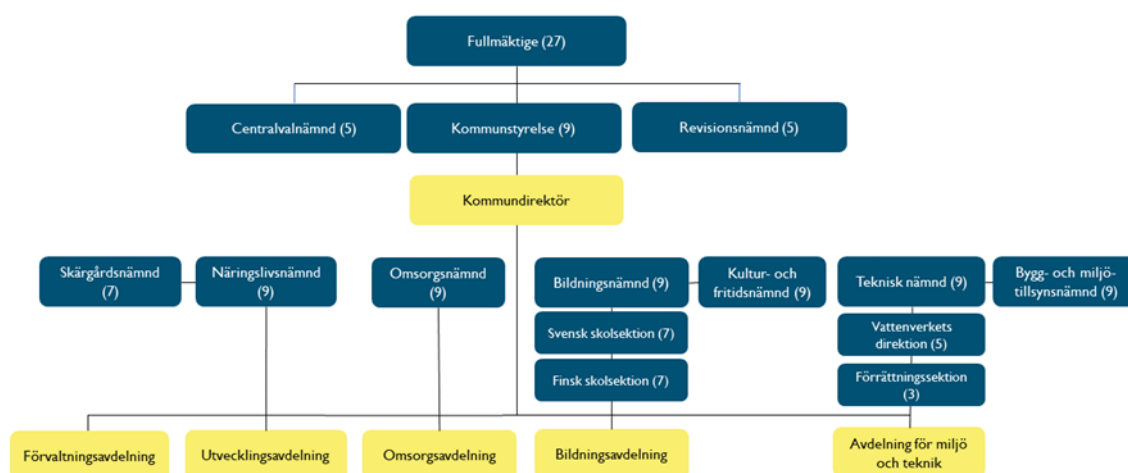 Fullmäktige (27)
Centralvalnämnd (5)
Kommunstyrelse (9)
Revisionsnämnd (5)
Kommundirektör
Skärgårdsnämnd
(7)
Näringslivsnämnd
(9)
Omsorgsnämnd
(9)
Bildningsnämnd (9)
Kultur- och
fritidsnämnd (9)
Teknisk nämnd (9)
Bygg- och miljö-
tillsynsnämnd (9)
Svensk skolsektion (7)
Vattenverkets
direktion (5)
Finsk skolsektion (7)
Förrättningssektion
(3)
Förvaltningsavdelning
Utvecklingsavdelning
Omsorgsavdelning
Bildningsavdelning
Avdelning för miljö
och teknik